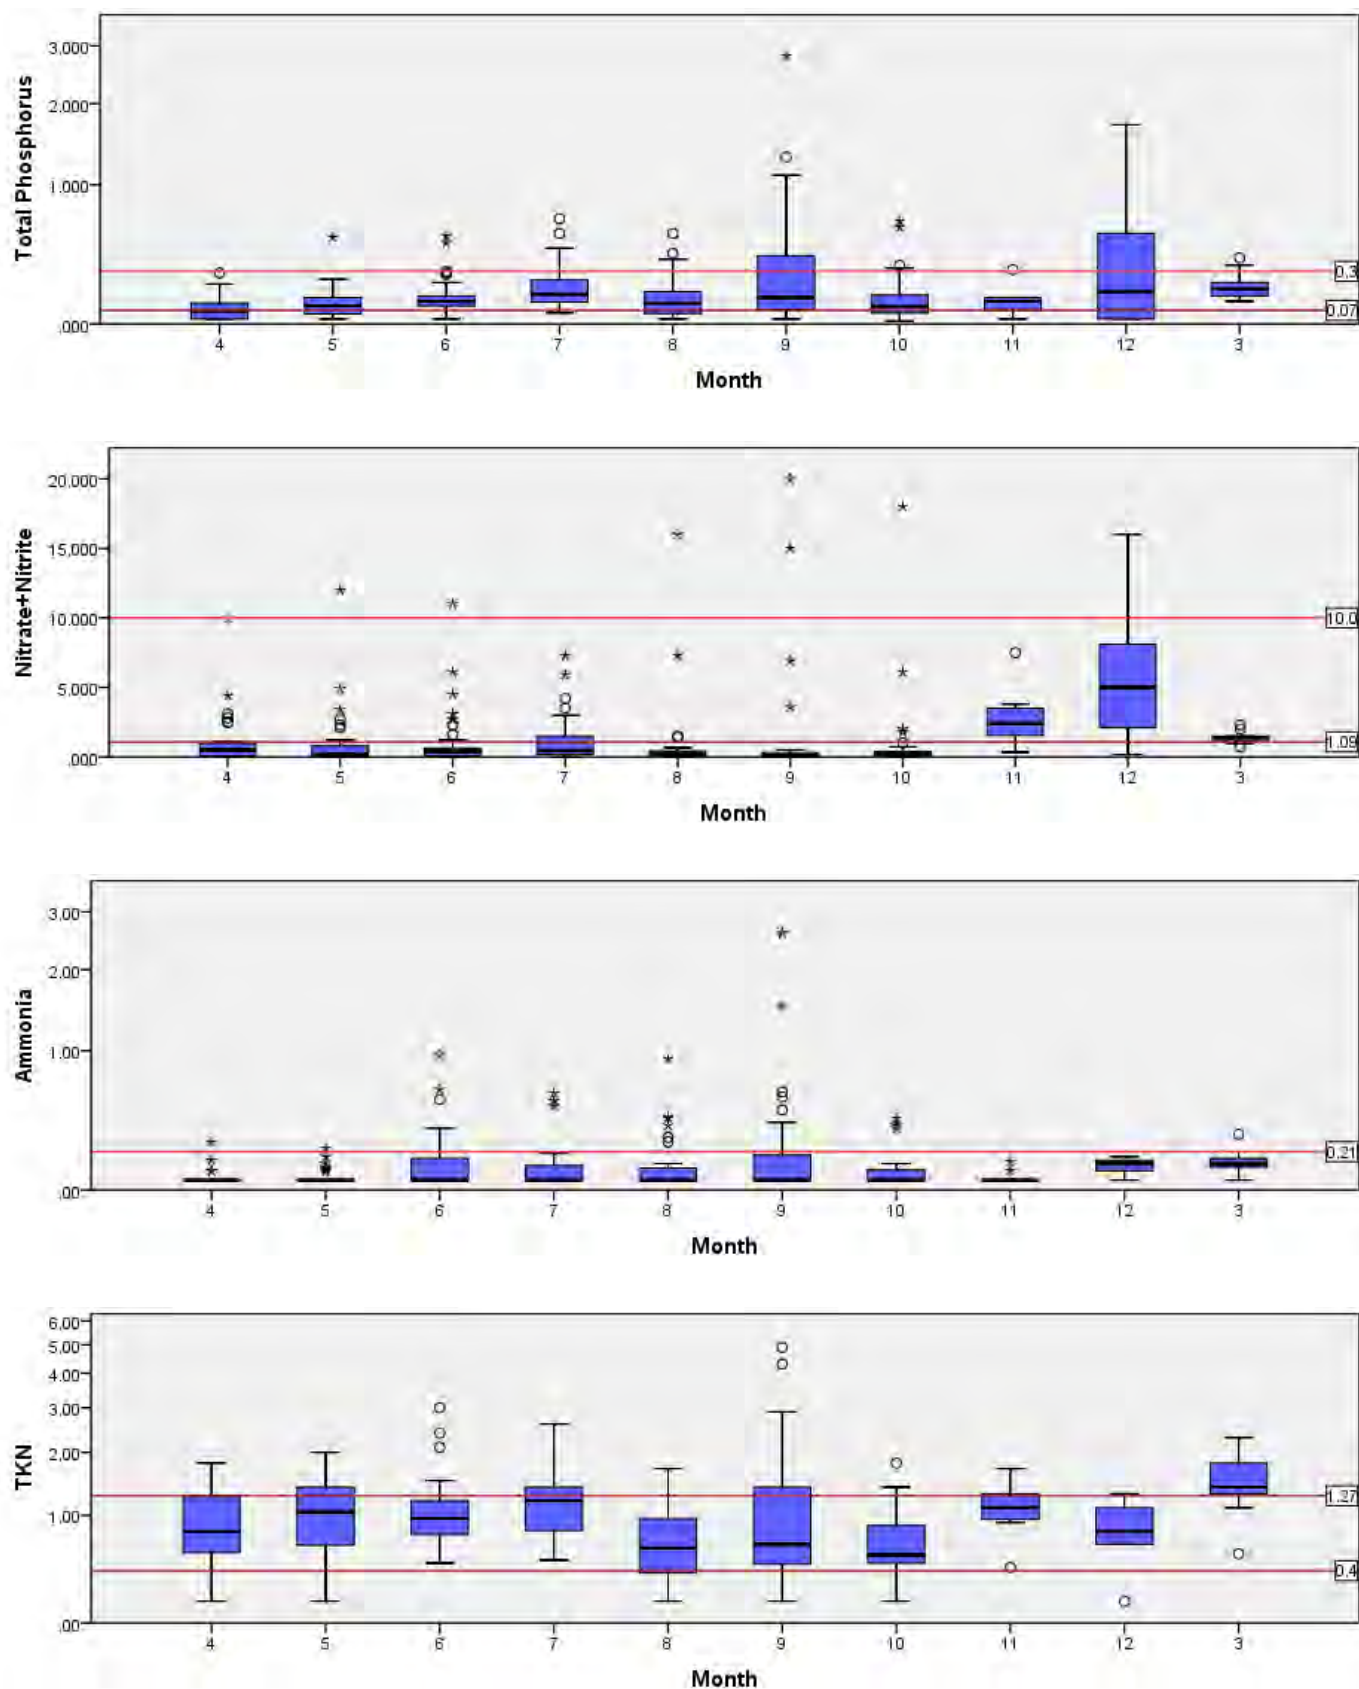 Total Phosphorus
3.000
2.000
1.000
.000
0.3
0.07
4 5 6 7 8 9 10 11 12 3
Month
Nitrate+Nitrite
20.000
15.000
10.000
5.000
.000
10.0
1.09
4 5 6 7 8 9 10 11 12 3
Month
Ammonia
3.00
2.00
1.00
.00
0.21
4 5 6 7 8 9 10 11 12 3
Month
TKN
6.00
5.00
4.00
3.00
2.00
1.00
.00
1.27
0.4
4 5 6 7 8 9 10 11 12 3
Month